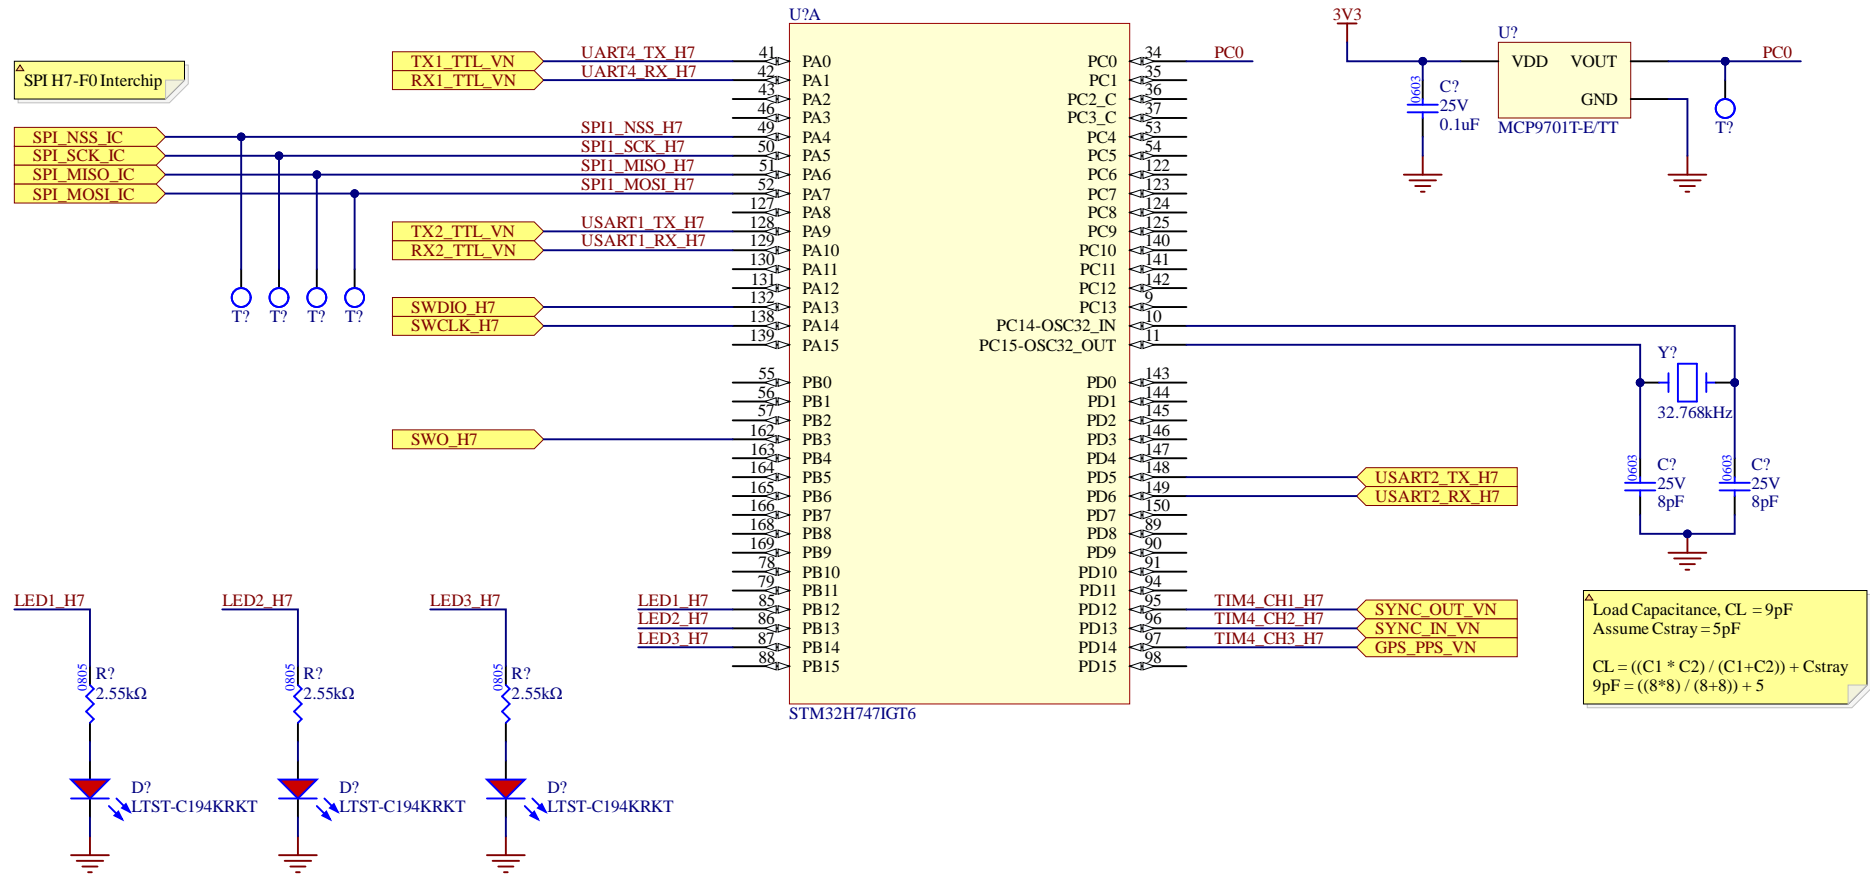 U?A
SPI H7-F0 Interchip
TX1_TTL_VN
RX1_TTL_VN
SPI_NSS_IC
SPI_SCK_IC
SPI_MISO_IC
SPI_MOSI_IC
TX2_TTL_VN
RX2_TTL_VN
SWDIO_H7
SWCLK_H7
SWO_H7
T?
T?
T?
T?
UART4_TX_H7
UART4_RX_H7
SPI1_NSS_H7
SPI1_SCK_H7
SPI1_MISO_H7
SPI1_MOSI_H7
USART1_TX_H7
USART1_RX_H7
LED1_H7
LED2_H7
LED3_H7
41 PA0
42 PA1
43 PA2
46 PA3
49 PA4
50 PA5
51 PA6
52 PA7
127 PA8
128 PA9
129 PA10
130 PA11
131 PA12
132 PA13
138 PA14
139 PA15
55 PB0
56 PB1
57 PB2
162 PB3
163 PB4
164 PB5
165 PB6
166 PB7
168 PB8
169 PB9
78 PB10
79 PB11
85 PB12
86 PB13
87 PB14
88 PB15
PC0 34
PC1 35
PC2_C 36
PC3_C 37
PC4 53
PC5 54
PC6 122
PC7 123
PC8 124
PC9 125
PC10 140
PC11 141
PC12 142
PC13 9
PC14-OSC32_IN 10
PC15-OSC32_OUT 11
PD0 143
PD1 144
PD2 145
PD3 146
PD4 147
PD5 148
PD6 149
PD7 150
PD8 89
PD9 90
PD10 91
PD11 94
PD12 95
PD13 96
PD14 97
PD15 98
STM32H747IGT6
PC0
USART2_TX_H7
USART2_RX_H7
TIM4_CH1_H7
TIM4_CH2_H7
TIM4_CH3_H7
SYNC_OUT_VN
SYNC_IN_VN
GPS_PPS_VN
3V3
0603
C?
25V
0.1uF
U?
VDD VOUT
GND
MCP9701T-E/TT
PC0
T?
Y?
32.768kHz
0603
C?
25V
8pF
0603
C?
25V
8pF
Load Capacitance, CL = 9pF
Assume Cstray = 5pF
CL = ((C1 * C2) / (C1+C2)) + Cstray
9pF = ((8*8) / (8+8)) + 5
LED1_H7
0805
R?
2.55kΩ
D?
LTST-C194KRKT
LED2_H7
0805
R?
2.55kΩ
D?
LTST-C194KRKT
LED3_H7
0805
R?
2.55kΩ
D?
LTST-C194KRKT